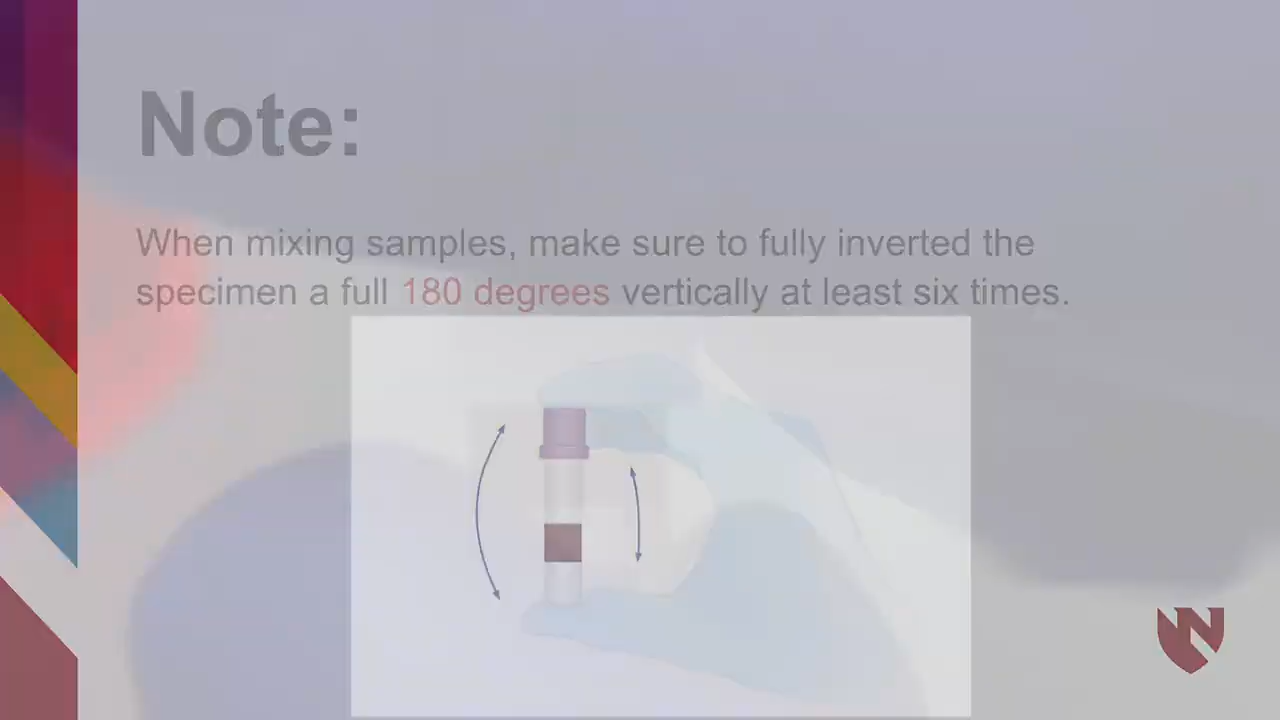 Note:
When mixing samples, make sure to fully inverted the
specimen a full 180 degrees vertically at least six times.